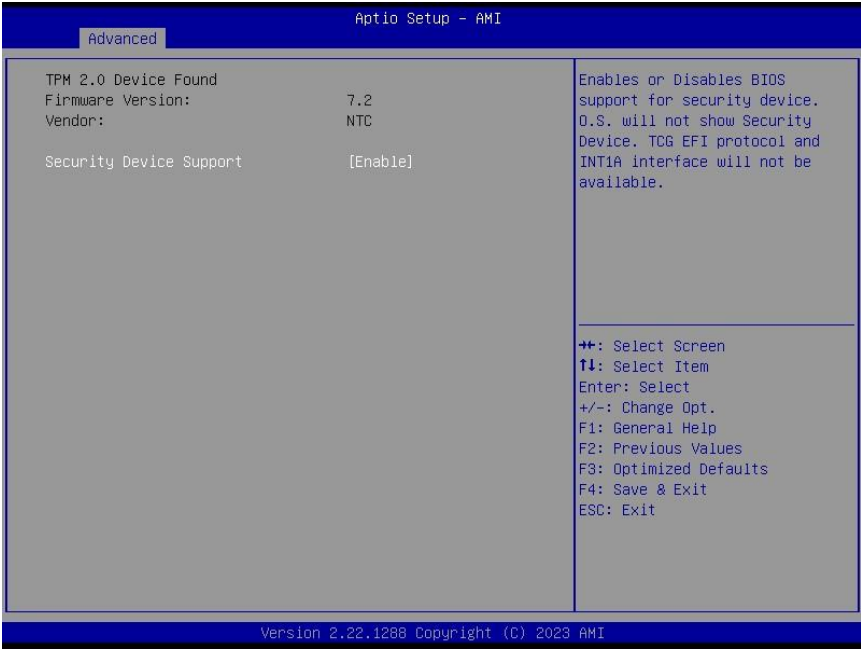 Aptio Setup – AMI
Advanced
TPM 2.0 Device Found
Firmware Version: 7.2
Vendor: NTC
Security Device Support [Enable]
Enables or Disables BIOS
support for security device.
O.S. will not show Security
Device. TCG EFI protocol and
INT1A interface will not be
available.
→←: Select Screen
↑↓: Select Item
Enter: Select
+/-: Change Opt.
F1: General Help
F2: Previous Values
F3: Optimized Defaults
F4: Save & Exit
ESC: Exit
Version 2.22.1288 Copyright (C) 2023 AMI